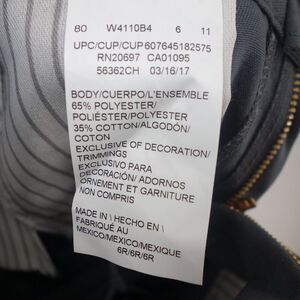 80 W4110B4 6 11
UPC/CUP/CUP607645182575
RN20697 CA01095
56362CH 03/16/17
BODY/CUERPO/L'ENSEMBLE
65% POLYESTER/
POLIÉSTER/POLYESTER
35% COTTON/ALGODÓN/
COTON
EXCLUSIVE OF DECORATION/
TRIMMINGS
EXCLUSIVO PARA
DECORACIÓN/ ADORNOS
ORNEMENT ET GARNITURE
NON COMPRIS
MADE IN \ HECHO EN \
FABRIQUÉ AU
MEXICO/MEXICO/MEXIQUE
6R/6R/6R